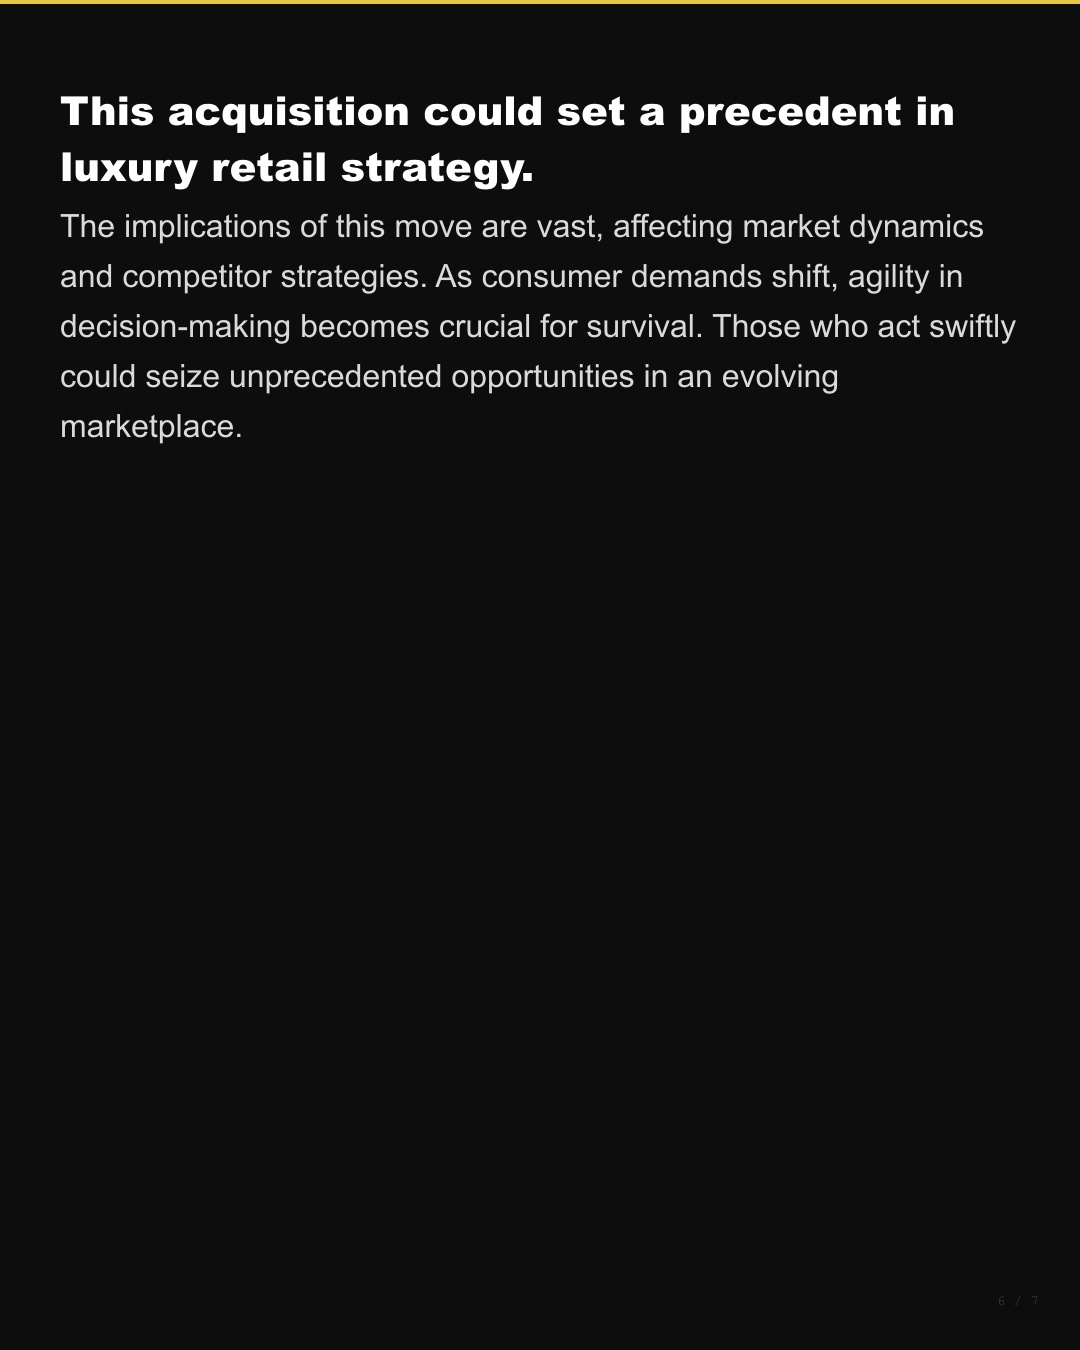 This acquisition could set a precedent in
luxury retail strategy.
The implications of this move are vast, affecting market dynamics
and competitor strategies. As consumer demands shift, agility in
decision-making becomes crucial for survival. Those who act swiftly
could seize unprecedented opportunities in an evolving
marketplace.
6 / 7